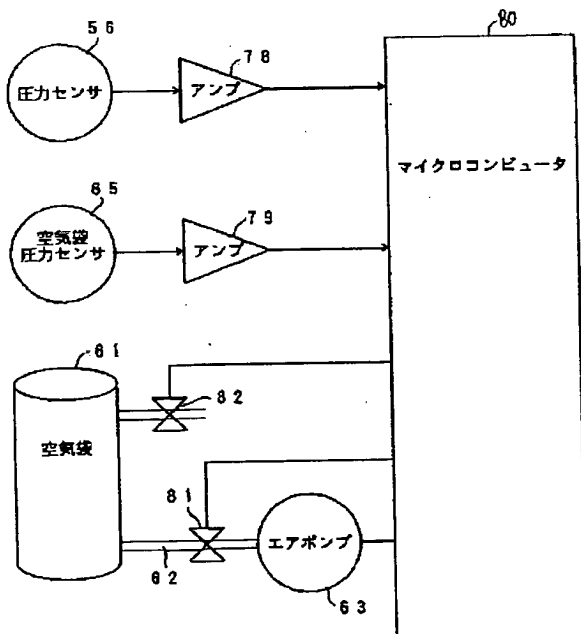 56
圧力センサ
78
アンプ
80
マイクロコンピュータ
65
空気袋
圧力センサ
79
アンプ
61
空気袋
82
81
62
エアポンプ
63